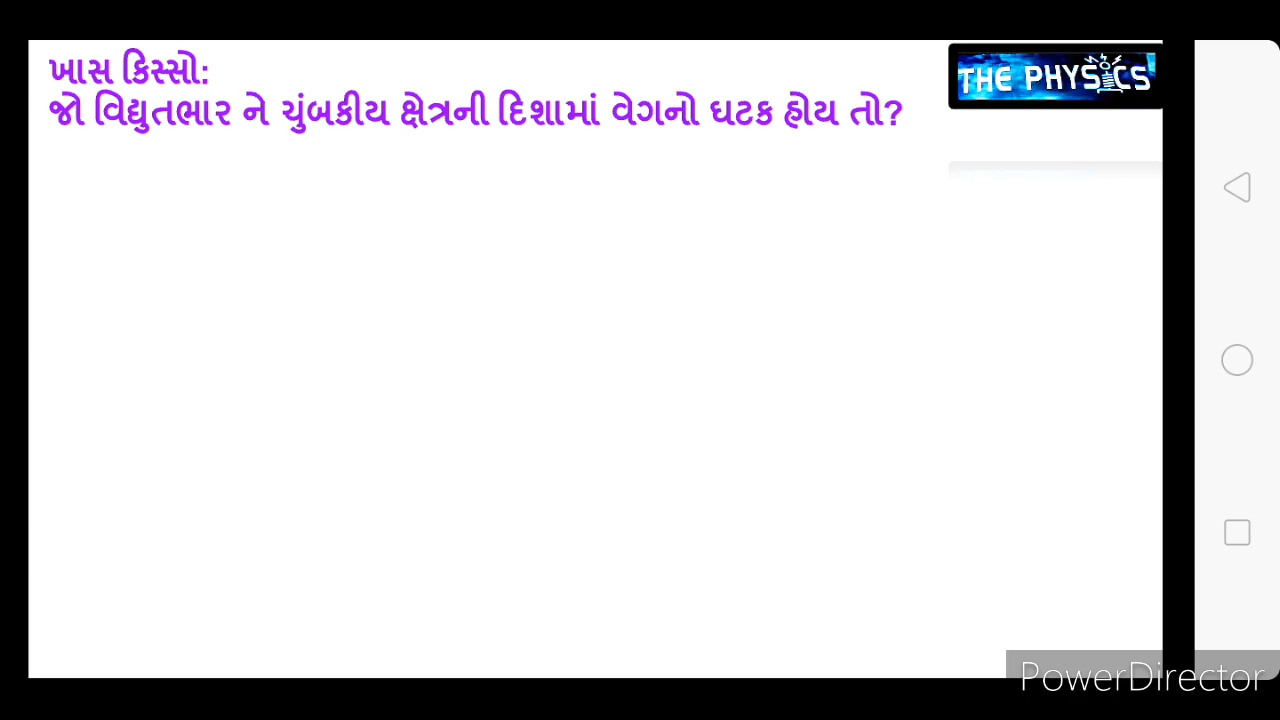 ખાસ કિસ્સો:
THE PHYSICS
જો વિદ્યુતભાર ને ચુંબકીય ક્ષેત્રની દિશામાં વેગનો ઘટક હોય તો?
PowerDirector